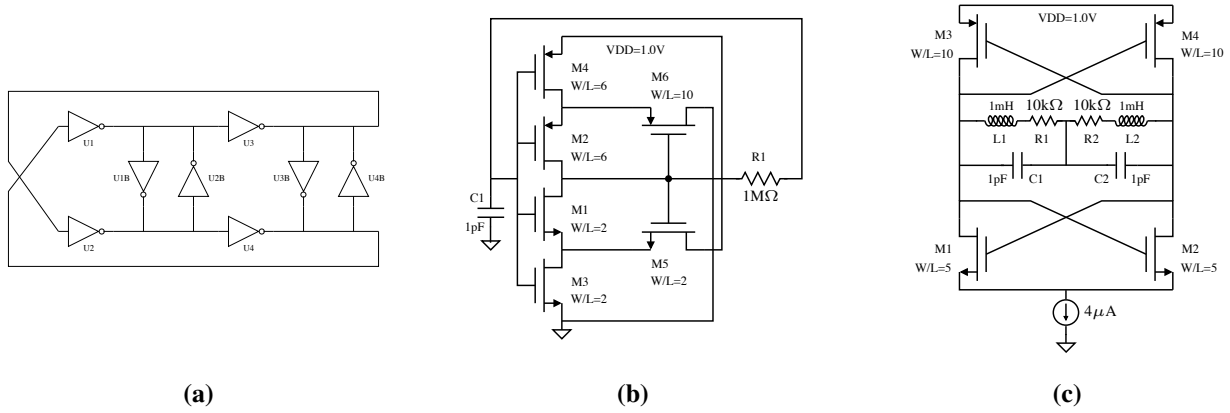 U1
U3
U1B
U2B
U3B
U4B
U2
U4
(a)
VDD=1.0V
M4
W/L=6
M6
W/L=10
M2
W/L=6
R1
1MΩ
C1
1pF
M1
W/L=2
M5
W/L=2
M3
W/L=2
(b)
VDD=1.0V
M3
W/L=10
M4
W/L=10
1mH 10kΩ 10kΩ 1mH
L1 R1 R2 L2
1pF C1 C2 1pF
M1
W/L=5
M2
W/L=5
4μA
(c)